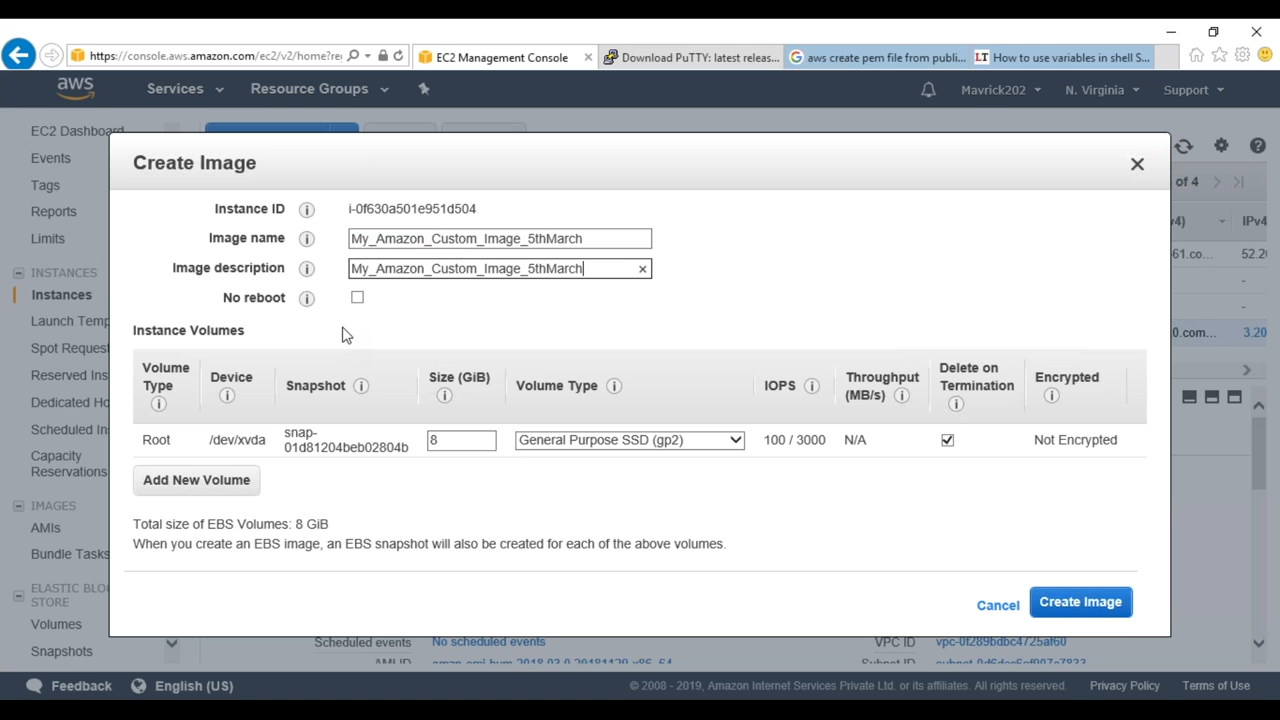 https://console.aws.amazon.com/ec2/v2/home?re
EC2 Management Console
Download PuTTY: latest releas...
aws create pem file from publi...
LT How to use variables in shell S...
aws
Services
Resource Groups
Mavrick202
N. Virginia
Support
EC2 Dashboard
Events
Tags
Reports
Limits
INSTANCES
Instances
Launch Temp
Spot Request
Reserved Ins
Dedicated Ho
Scheduled In
Capacity
Reservations
IMAGES
AMIs
Bundle Tasks
ELASTIC BLO
STORE
Volumes
Snapshots
of 4
v4)
IPv4
61.co...
52.20
0.com...
3.20
Create Image
Instance ID i-0f630a501e951d504
Image name My_Amazon_Custom_Image_5thMarch
Image description My_Amazon_Custom_Image_5thMarch
No reboot
Instance Volumes
Volume Type
Device
Snapshot
Size (GiB)
Volume Type
IOPS
Throughput (MB/s)
Delete on Termination
Encrypted
Root /dev/xvda snap-01d81204beb02804b 8 General Purpose SSD (gp2) 100 / 3000 N/A Not Encrypted
Add New Volume
Total size of EBS Volumes: 8 GiB
When you create an EBS image, an EBS snapshot will also be created for each of the above volumes.
Cancel
Create Image
Scheduled events No scheduled events
VPC ID vpc-0f289bdbc4725af60
Feedback
English (US)
© 2008 - 2019, Amazon Internet Services Private Ltd. or its affiliates. All rights reserved.
Privacy Policy
Terms of Use